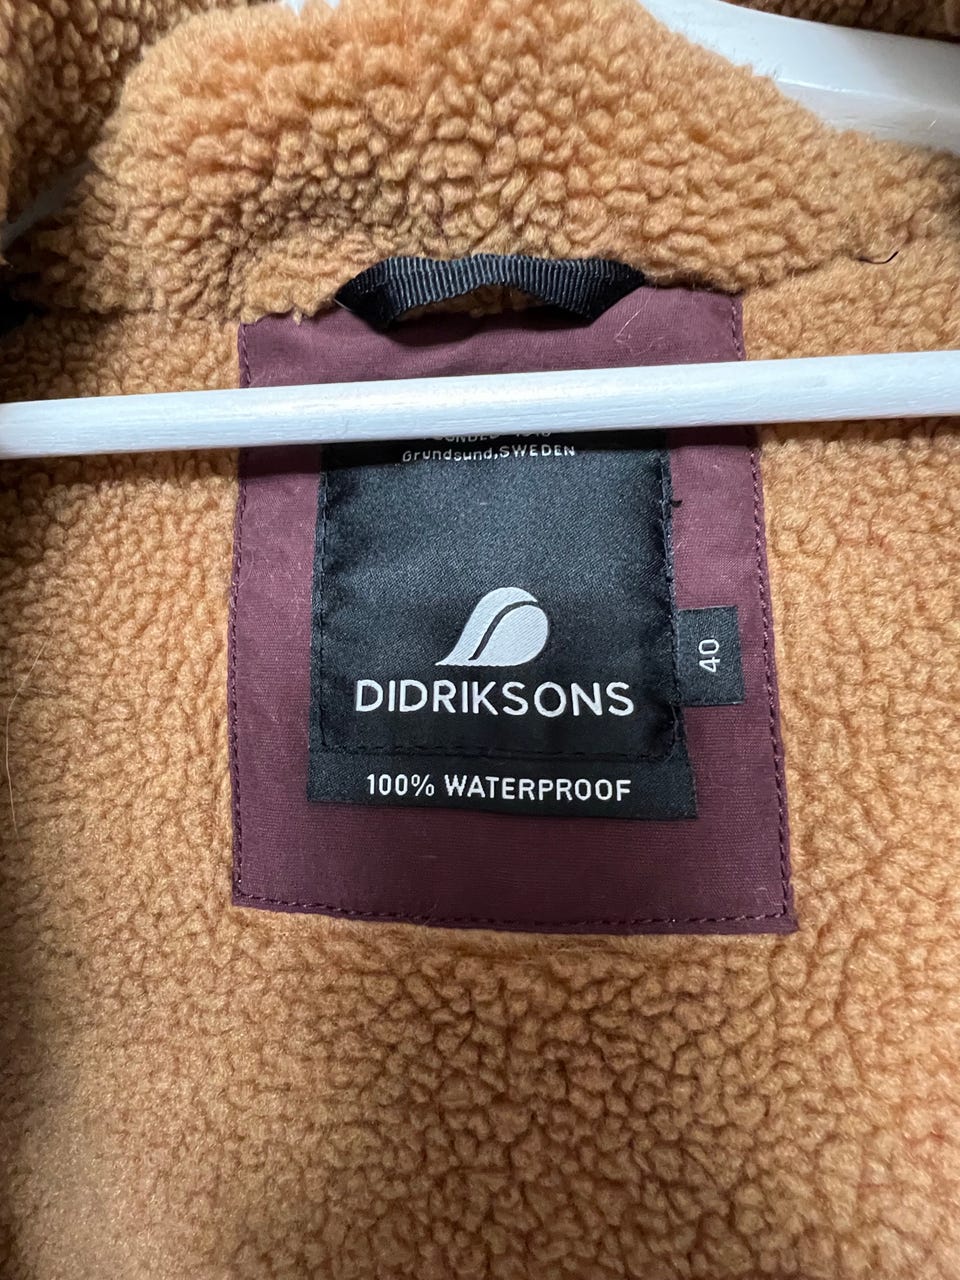 Grundsund, SWEDEN
DIDRIKSONS
40
100% WATERPROOF